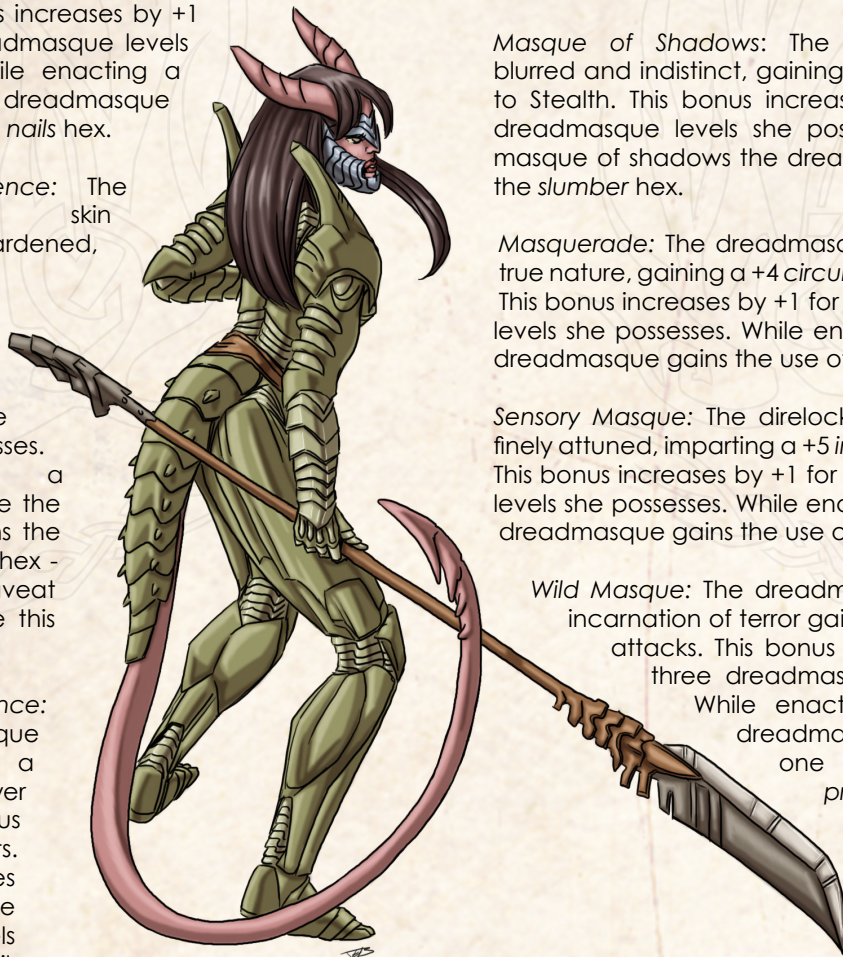 s increases by +1
admasque levels
ile enacting a
dreadmasque
nails hex.
ence: The
skin
ardened,
e
sses.
a
e the
ns the
hex -
aveat
e this
nce:
que
a
ver
us
rs.
es
e
els
Masque of Shadows: The
blurred and indistinct, gaining
to Stealth. This bonus increas
dreadmasque levels she pos
masque of shadows the drea
the slumber hex.
Masquerade: The dreadmasq
true nature, gaining a +4 circu
This bonus increases by +1 for
levels she possesses. While en
dreadmasque gains the use o
Sensory Masque: The direlock
finely attuned, imparting a +5 i
This bonus increases by +1 for
levels she possesses. While ena
dreadmasque gains the use o
Wild Masque: The dreadm
incarnation of terror gai
attacks. This bonus
three dreadmas
While enact
dreadma
one
pr